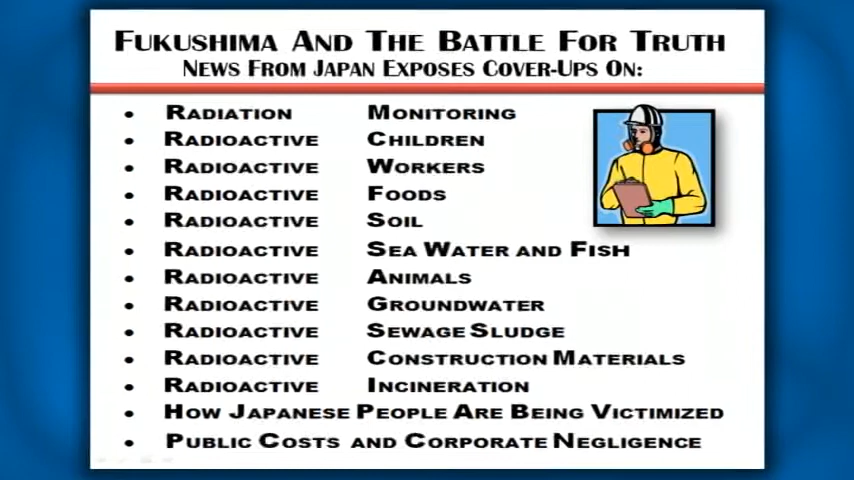 FUKUSHIMA AND THE BATTLE FOR TRUTH
NEWS FROM JAPAN EXPOSES COVER-UPS ON:
• RADIATION MONITORING
• RADIOACTIVE CHILDREN
• RADIOACTIVE WORKERS
• RADIOACTIVE FOODS
• RADIOACTIVE SOIL
• RADIOACTIVE SEA WATER AND FISH
• RADIOACTIVE ANIMALS
• RADIOACTIVE GROUNDWATER
• RADIOACTIVE SEWAGE SLUDGE
• RADIOACTIVE CONSTRUCTION MATERIALS
• RADIOACTIVE INCINERATION
• HOW JAPANESE PEOPLE ARE BEING VICTIMIZED
• PUBLIC COSTS AND CORPORATE NEGLIGENCE